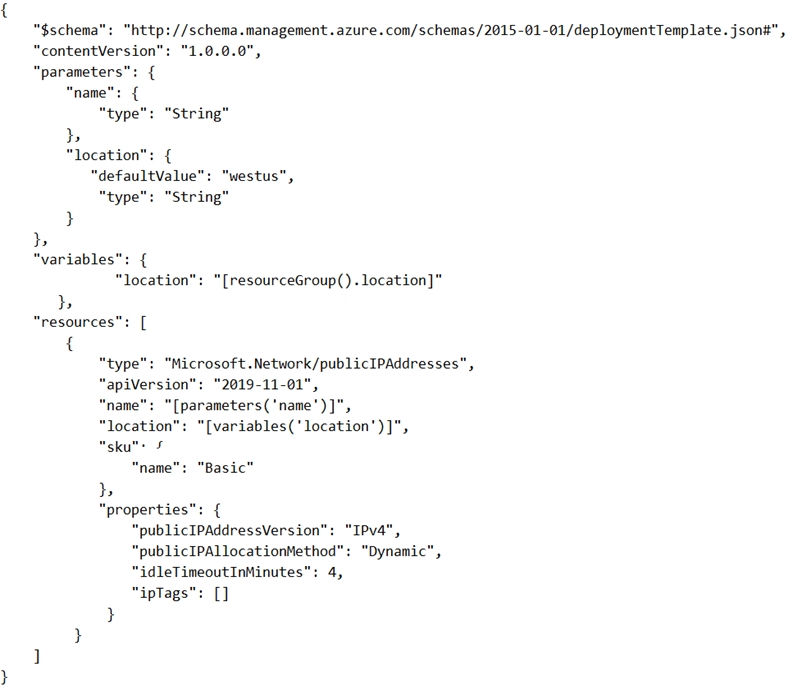 {
    "$schema": "http://schema.management.azure.com/schemas/2015-01-01/deploymentTemplate.json#",
    "contentVersion": "1.0.0.0",
    "parameters": {
        "name": {
            "type": "String"
        },
        "location": {
           "defaultValue": "westus",
            "type": "String"
        }
    },
    "variables": {
              "location": "[resourceGroup().location]"
       },
    "resources": [
        {
            "type": "Microsoft.Network/publicIPAddresses",
            "apiVersion": "2019-11-01",
            "name": "[parameters('name')]",
            "location": "[variables('location')]",
            "sku": {
                "name": "Basic"
            },
            "properties": {
                "publicIPAddressVersion": "IPv4",
                "publicIPAllocationMethod": "Dynamic",
                "idleTimeoutInMinutes": 4,
                "ipTags": []
             }
         }
    ]
}